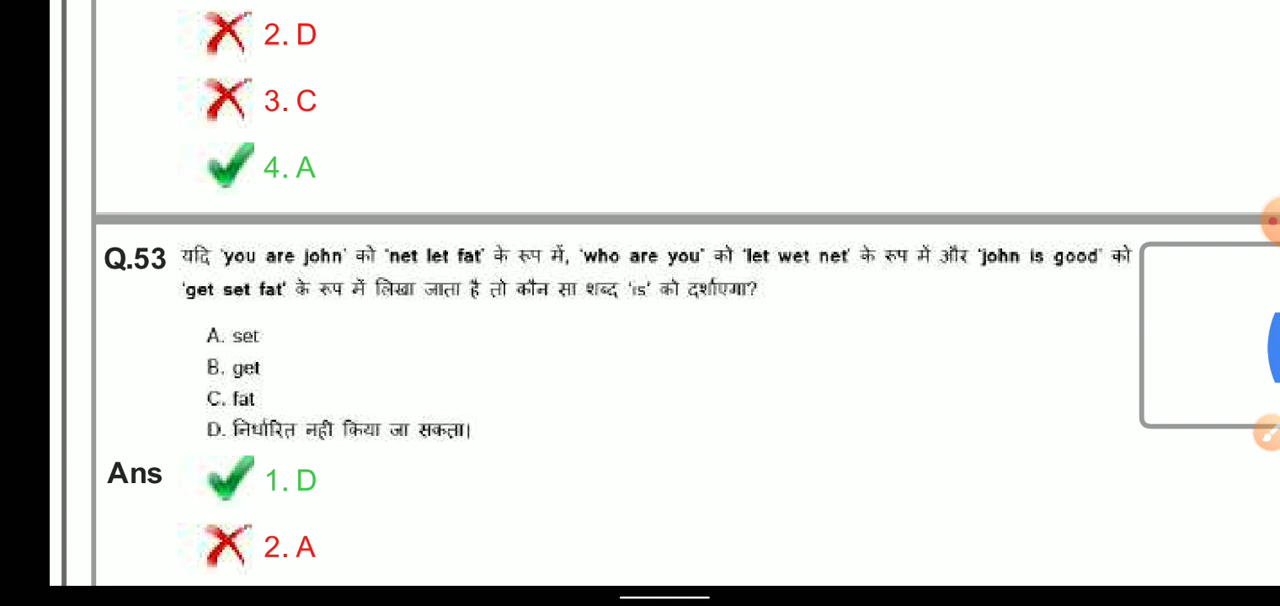 2. D
3. C
4. A
Q.53 यदि 'you are john' को 'net let fat' के रूप में, 'who are you' को 'let wet net' के रूप में और 'john is good' को
'get set fat' के रूप में लिखा जाता है तो कौन सा शब्द 'is' को दर्शाएगा?
A. set
B. get
C. fat
D. निर्धारित नही किया जा सकता।
Ans 1. D
2. A